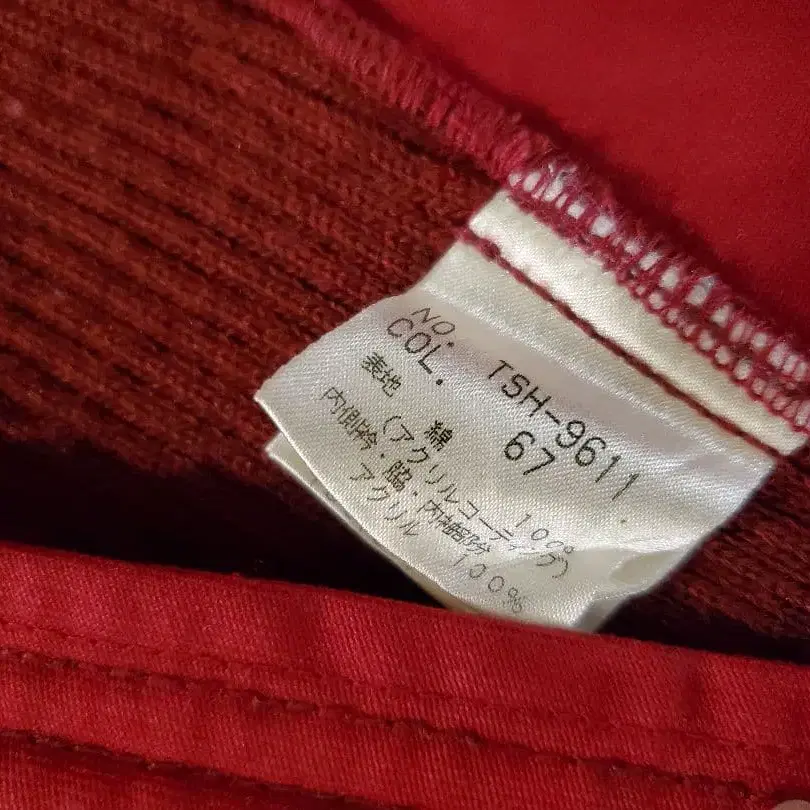 NO. TSH-9611
COL. 67
表地 綿 100%
(アクリルコーティング)
内側衿・脇・内袖部分
アクリル 100%